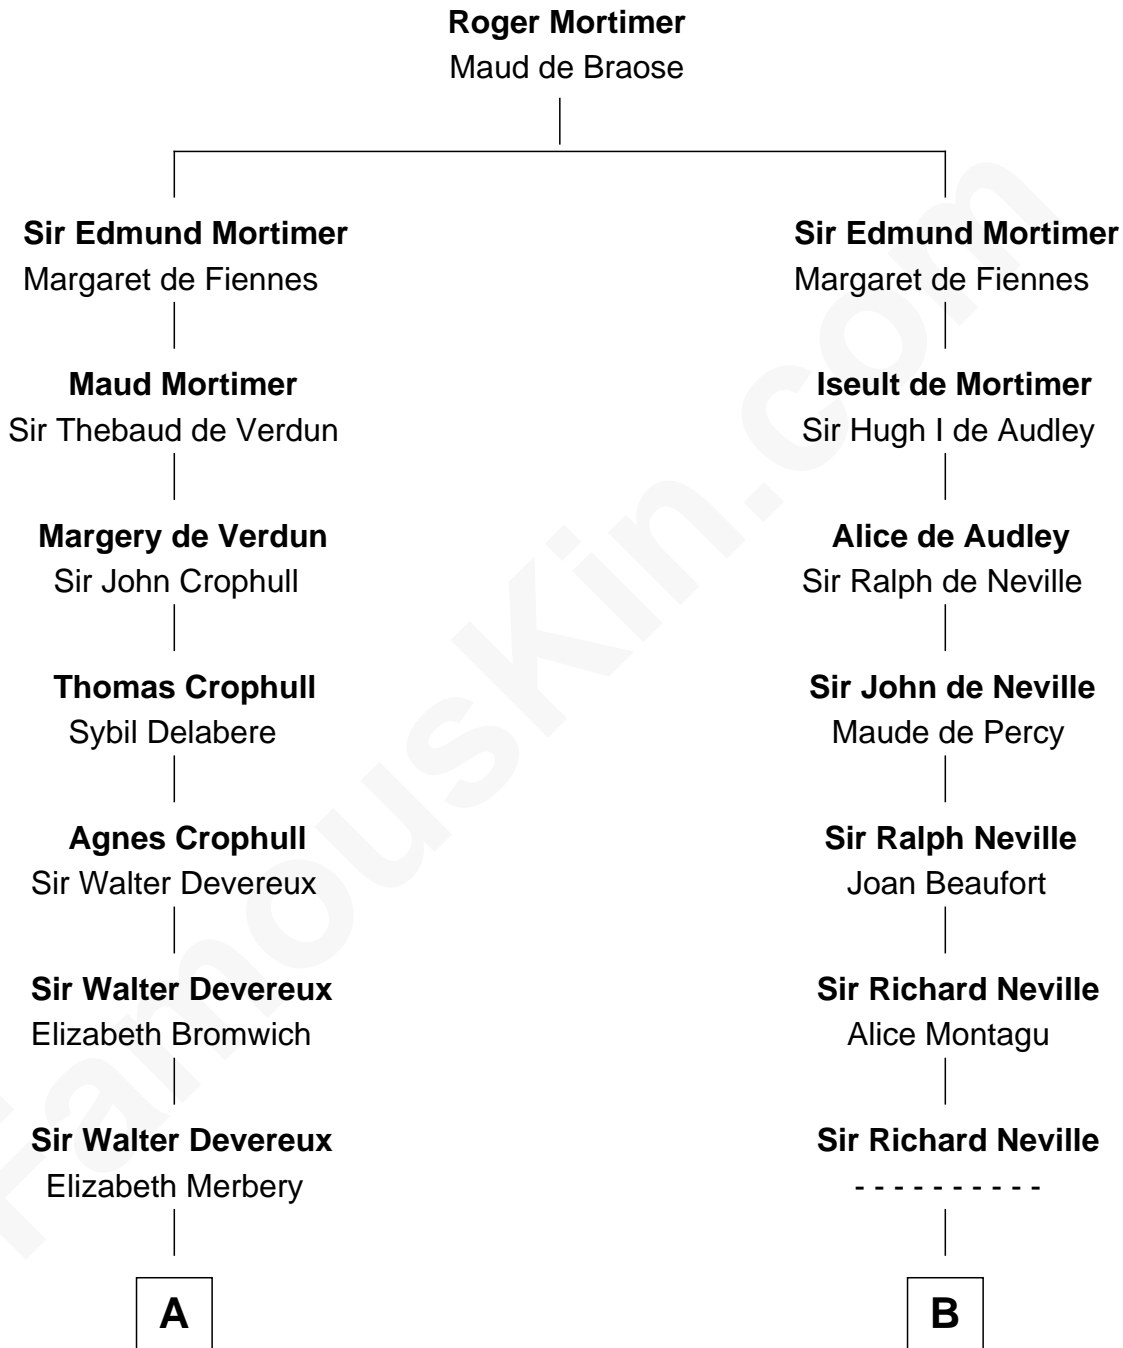 Roger Mortimer
Maud de Braose
Sir Edmund Mortimer
Margaret de Fiennes
Maud Mortimer
Sir Thebaud de Verdun
Margery de Verdun
Sir John Crophull
Thomas Crophull
Sybil Delabere
Agnes Crophull
Sir Walter Devereux
Sir Walter Devereux
Elizabeth Bromwich
Sir Walter Devereux
Elizabeth Merbery
A
Sir Edmund Mortimer
Margaret de Fiennes
Iseult de Mortimer
Sir Hugh I de Audley
Alice de Audley
Sir Ralph de Neville
Sir John de Neville
Maude de Percy
Sir Ralph Neville
Joan Beaufort
Sir Richard Neville
Alice Montagu
Sir Richard Neville
- - - - - - - - - -
B
FamousKin.com